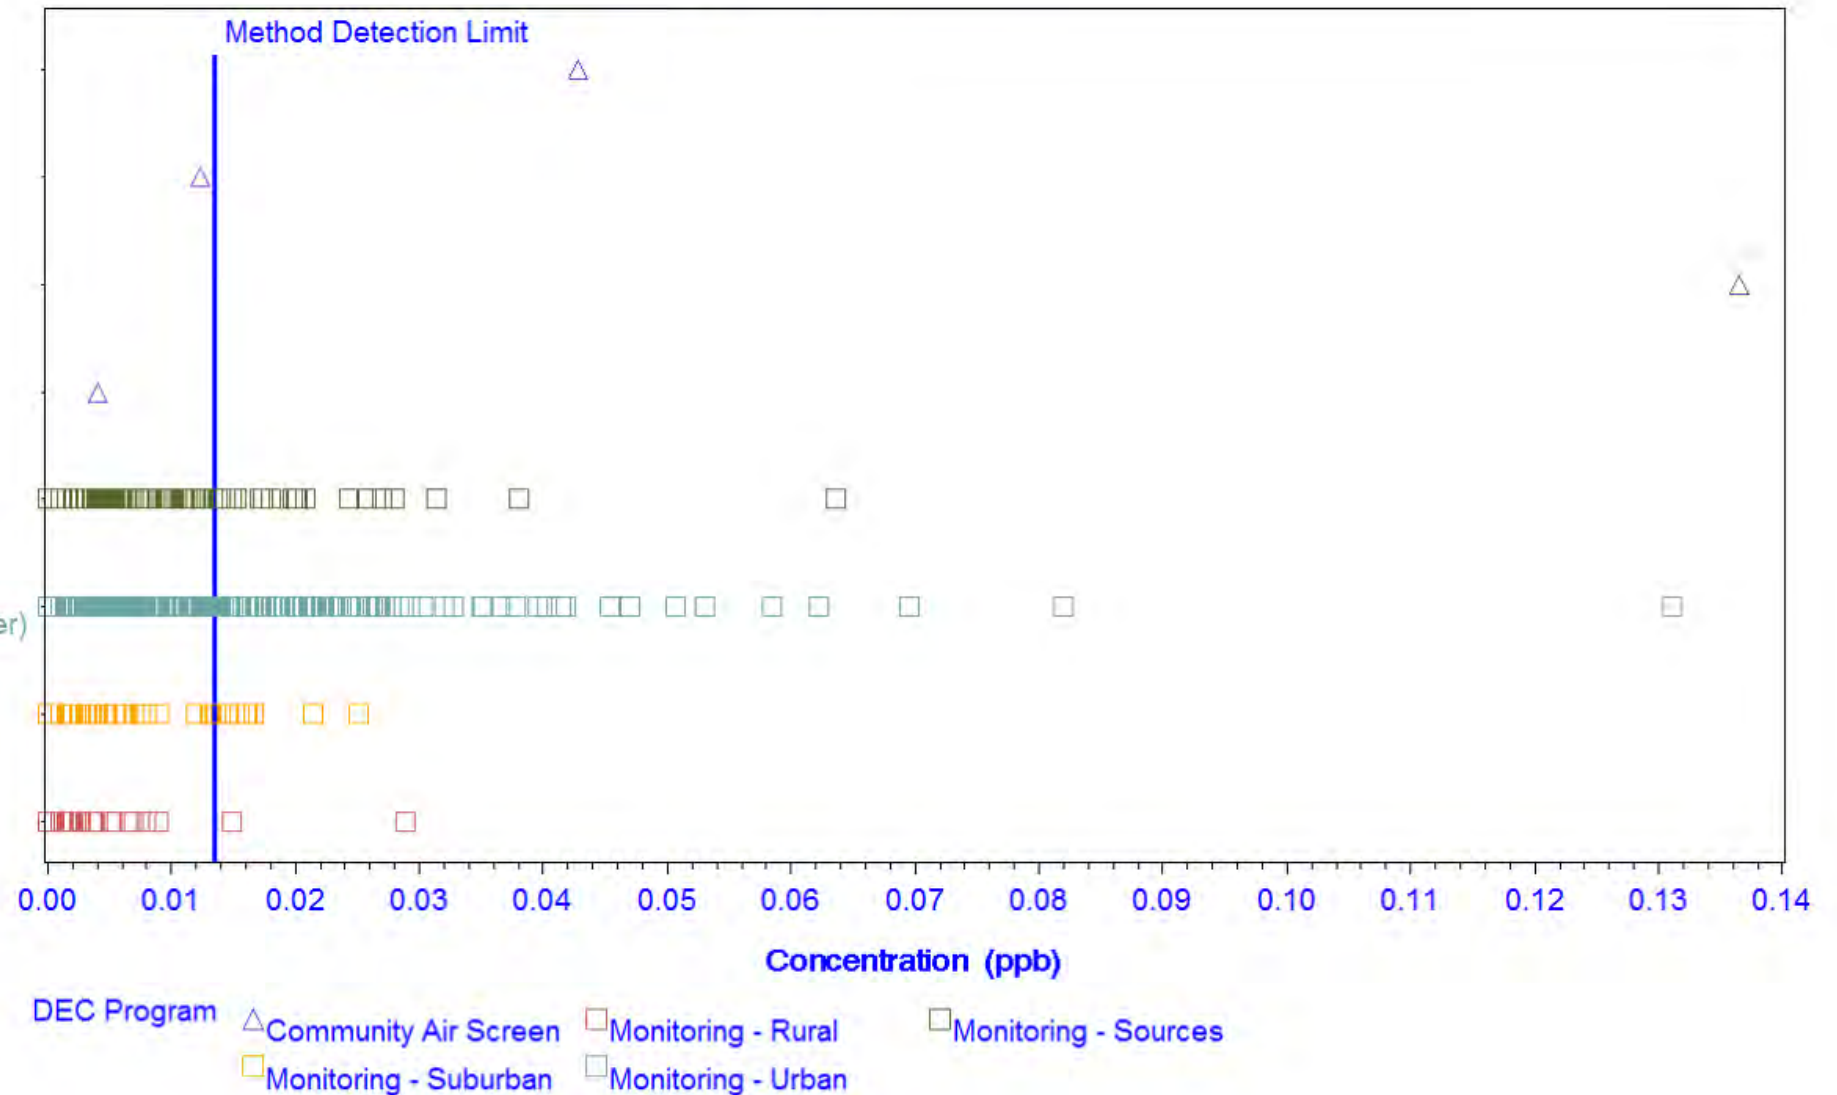 Method Detection Limit
er)
0.00 0.01 0.02 0.03 0.04 0.05 0.06 0.07 0.08 0.09 0.10 0.11 0.12 0.13 0.14
Concentration (ppb)
DEC Program
Community Air Screen Monitoring - Rural Monitoring - Sources
Monitoring - Suburban Monitoring - Urban